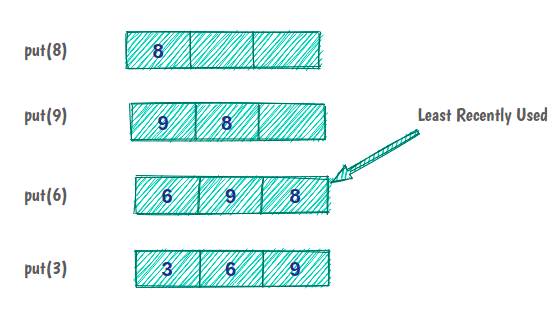 put(8)
8
put(9)
9 8
Least Recently Used
put(6)
6 9 8
put(3)
3 6 9